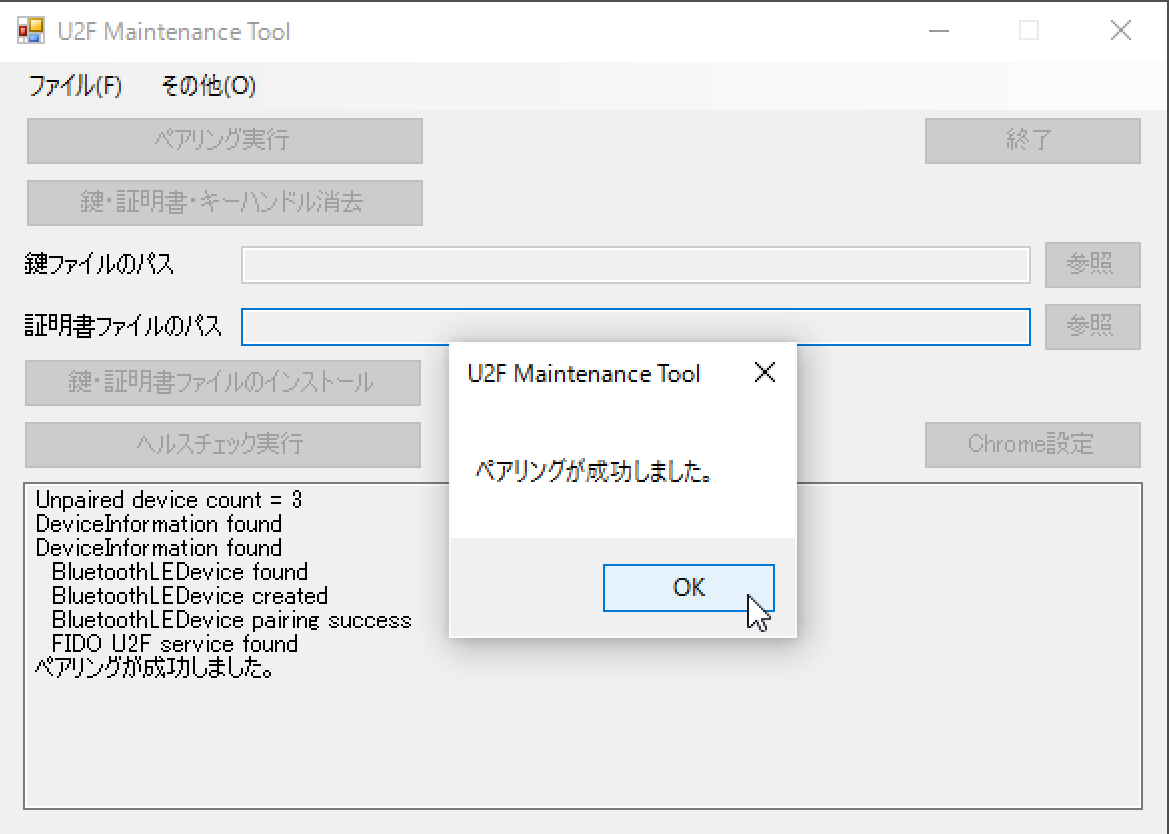 U2F Maintenance Tool
ファイル(F) その他(O)
ペアリング実行 終了
鍵・証明書・キーハンドル消去
鍵ファイルのパス 参照
証明書ファイルのパス 参照
鍵・証明書ファイルのインストール
ヘルスチェック実行 Chrome設定
U2F Maintenance Tool
ペアリングが成功しました。
OK
Unpaired device count = 3
DeviceInformation found
DeviceInformation found
BluetoothLEDevice found
BluetoothLEDevice created
BluetoothLEDevice pairing success
FIDO U2F service found
ペアリングが成功しました。